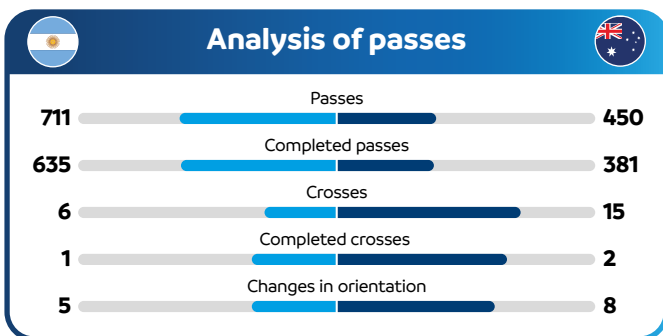 Analysis of passes
Passes
711 450
Completed passes
635 381
Crosses
6 15
Completed crosses
1 2
Changes in orientation
5 8